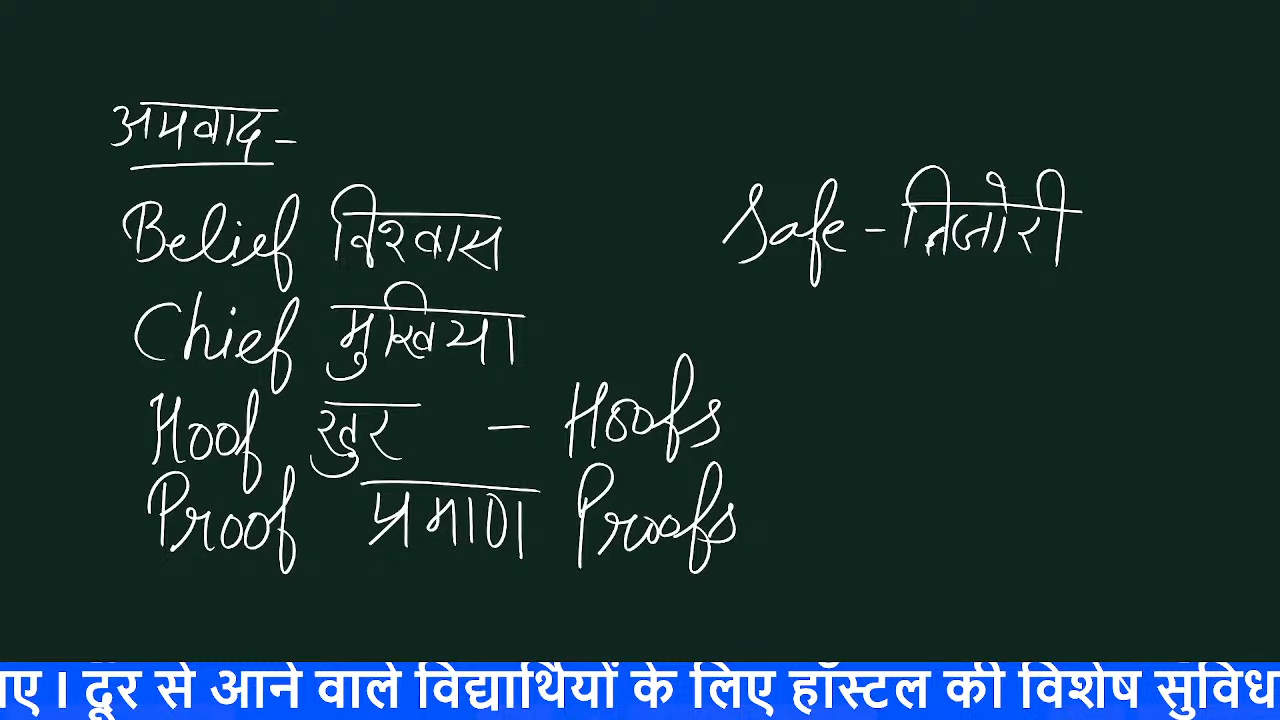 अपवाद -
Belief विश्वास
Safe - तिजोरी
Chief मुखिया
Hoof खुर - Hoofs
Proof प्रमाण Proofs
ाए । दूर से आने वाले विद्यार्थियों के लिए हॉस्टल की विशेष सुविध